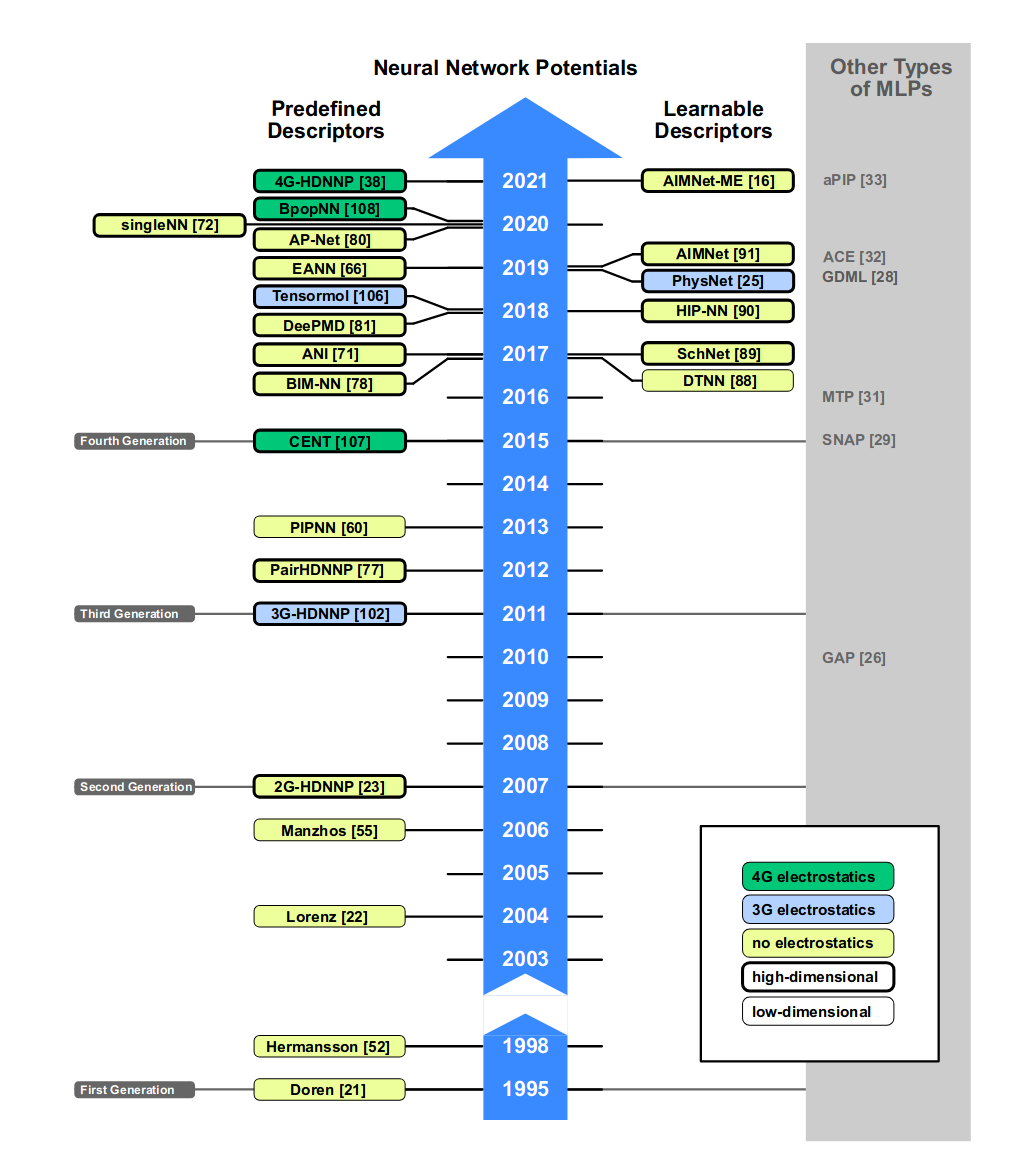 Neural Network Potentials
Other Types
of MLPs
Predefined
Descriptors
Learnable
Descriptors
4G-HDNNP [38]
2021
AIMNet-ME [16]
aPIP [33]
BpopNN [108]
singleNN [72]
2020
AP-Net [80]
AIMNet [91]
ACE [32]
EANN [66]
2019
GDML [28]
PhysNet [25]
Tensormol [106]
2018
HIP-NN [90]
DeePMD [81]
ANI [71]
2017
SchNet [89]
BIM-NN [78]
DTNN [88]
2016
MTP [31]
Fourth Generation
CENT [107]
2015
SNAP [29]
2014
PIPNN [60]
2013
PairHDNNP [77]
2012
Third Generation
3G-HDNNP [102]
2011
2010
GAP [26]
2009
2008
Second Generation
2G-HDNNP [23]
2007
Manzhos [55]
2006
2005
Lorenz [22]
2004
2003
4G electrostatics
3G electrostatics
no electrostatics
high-dimensional
low-dimensional
Hermansson [52]
1998
First Generation
Doren [21]
1995